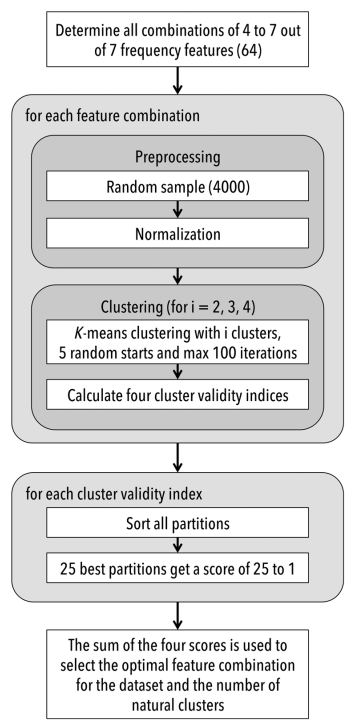 Determine all combinations of 4 to 7 out
of 7 frequency features (64)
for each feature combination
Preprocessing
Random sample (4000)
Normalization
Clustering (for i = 2, 3, 4)
K-means clustering with i clusters,
5 random starts and max 100 iterations
Calculate four cluster validity indices
for each cluster validity index
Sort all partitions
25 best partitions get a score of 25 to 1
The sum of the four scores is used to
select the optimal feature combination
for the dataset and the number of
natural clusters